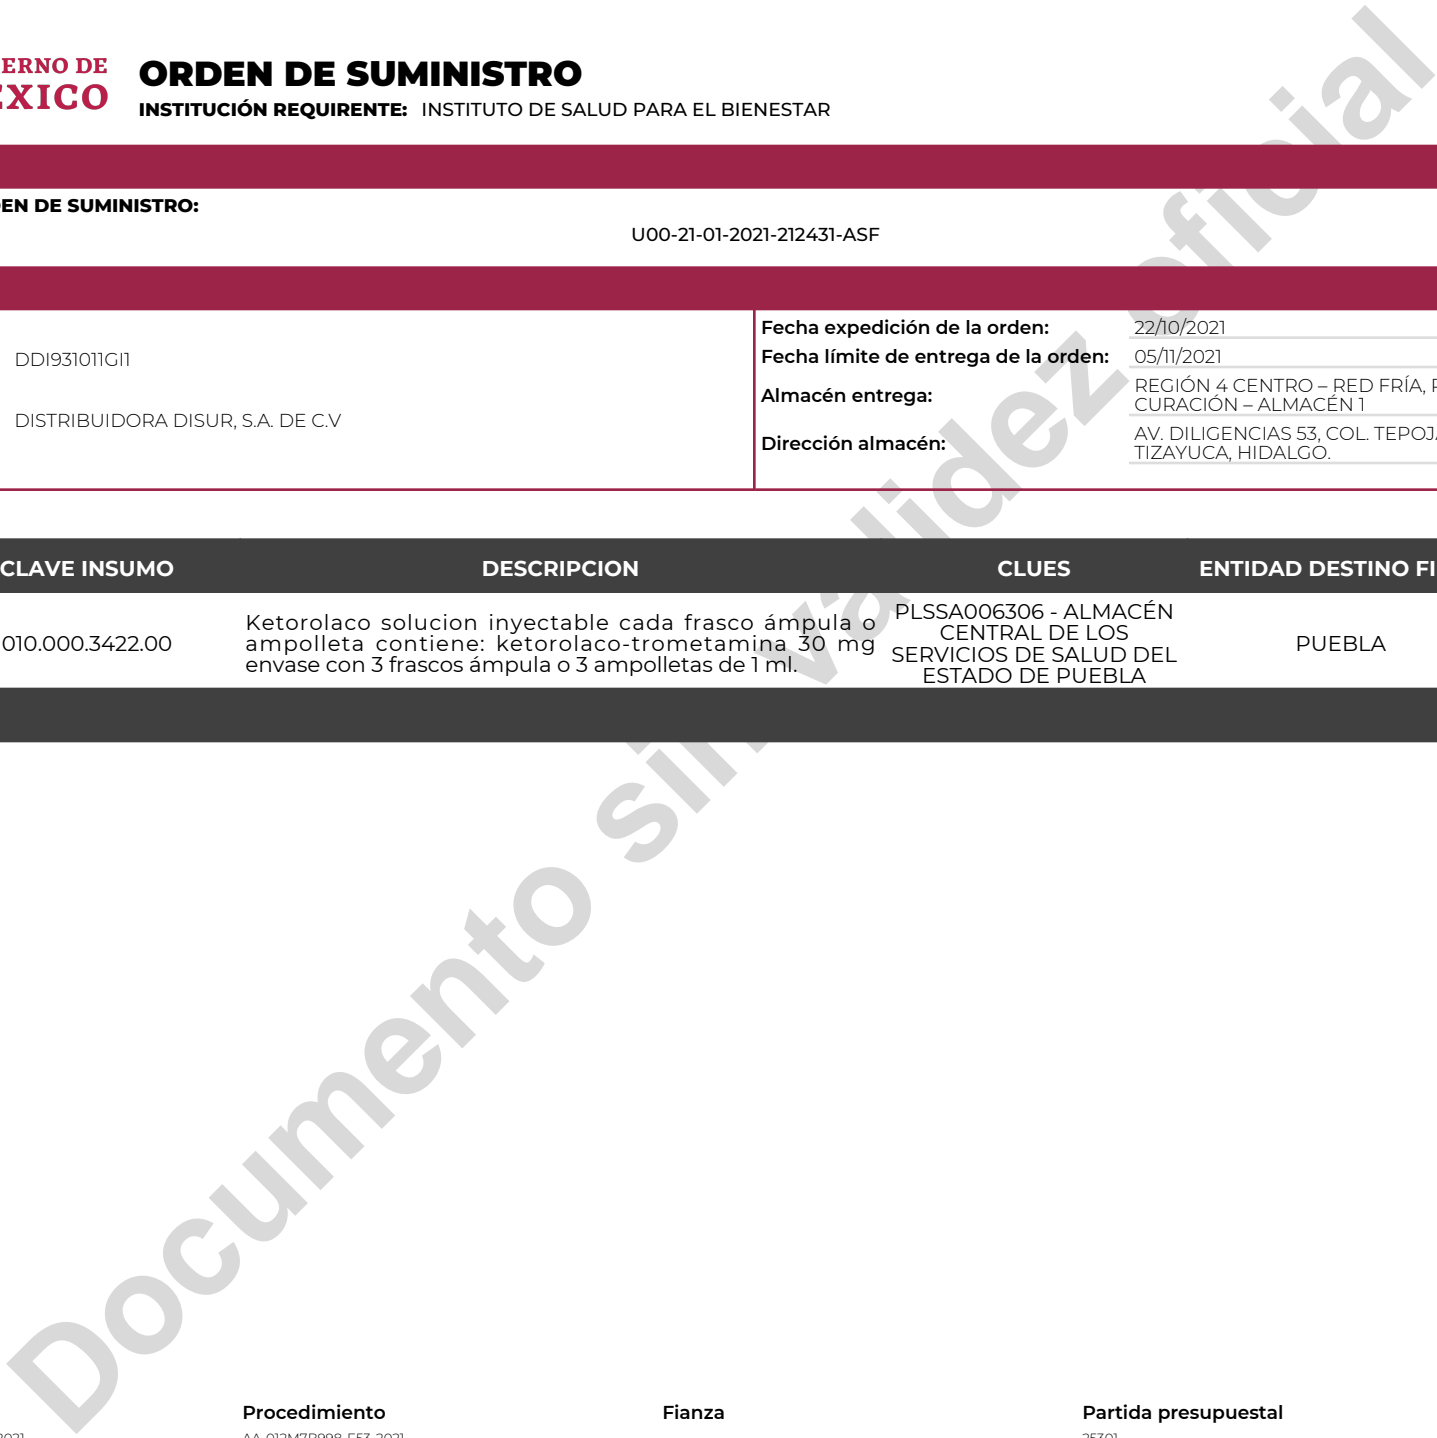 ORDEN DE SUMINISTRO
INSTITUCIÓN REQUIRENTE: INSTITUTO DE SALUD PARA EL BIENESTAR
DE SUMINISTRO:
U00-21-01-2021-212431-ASF
DDI931011GI1
DISTRIBUIDORA DISUR, S.A. DE C.V
Fecha expedición de la orden: 22/10/2021
Fecha límite de entrega de la orden: 05/11/2021
Almacén entrega:
REGIÓN 4 CENTRO – RED FRÍA,
CURACIÓN – ALMACÉN 1
Dirección almacén:
AV. DILIGENCIAS 53, COL.
TIZAYUCA, HIDALGO.
CLAVE INSUMO DESCRIPCION CLUES ENTIDAD DESTINO
010.000.3422.00
Ketorolaco solucion inyectable cada frasco ámpula o
ampolleta contiene: ketorolaco-trometamina 30 mg
envase con 3 frascos ámpula o 3 ampolletas de 1 ml.
PLSSA006306 - ALMACÉN
CENTRAL DE LOS
SERVICIOS DE SALUD DEL
ESTADO DE PUEBLA
PUEBLA
Documento sin validez oficial
Procedimiento Fianza Partida presupuestal